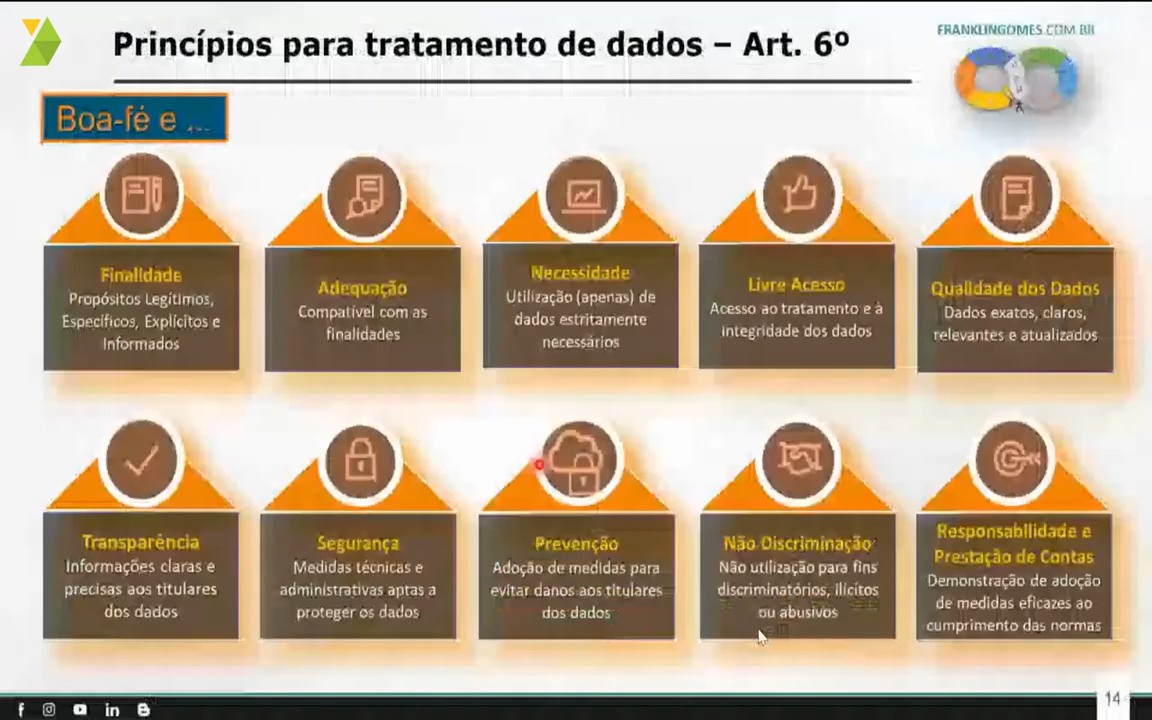 Princípios para tratamento de dados – Art. 6º
FRANKLINGOMES.COM.BR
Boa-fé e ...
Finalidade
Propósitos Legítimos,
Específicos, Explícitos e
Informados
Adequação
Compatível com as
finalidades
Necessidade
Utilização (apenas) de
dados estritamente
necessários
Livre Acesso
Acesso ao tratamento e à
integridade dos dados
Qualidade dos Dados
Dados exatos, claros,
relevantes e atualizados
Transparência
Informações claras e
precisas aos titulares
dos dados
Segurança
Medidas técnicas e
administrativas aptas a
proteger os dados
Prevenção
Adoção de medidas para
evitar danos aos titulares
dos dados
Não Discriminação
Não utilização para fins
discriminatórios, ilícitos
ou abusivos
Responsabilidade e
Prestação de Contas
Demonstração de adoção
de medidas eficazes ao
cumprimento das normas
14